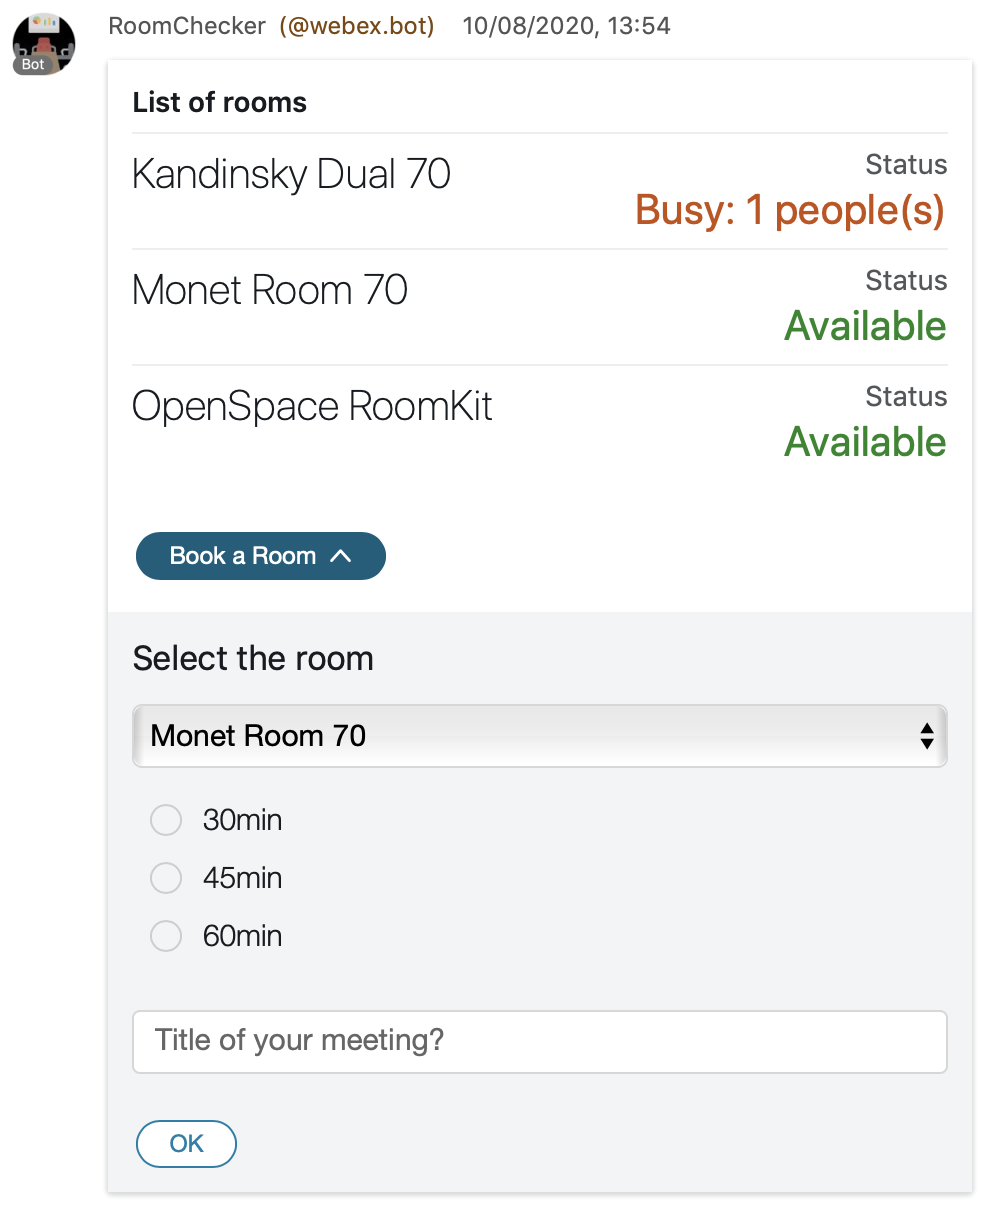 RoomChecker (@webex.bot) 10/08/2020, 13:54
Bot
List of rooms
Kandinsky Dual 70
Status
Busy: 1 people(s)
Monet Room 70
Status
Available
OpenSpace RoomKit
Status
Available
Book a Room
Select the room
Monet Room 70
30min
45min
60min
Title of your meeting?
OK